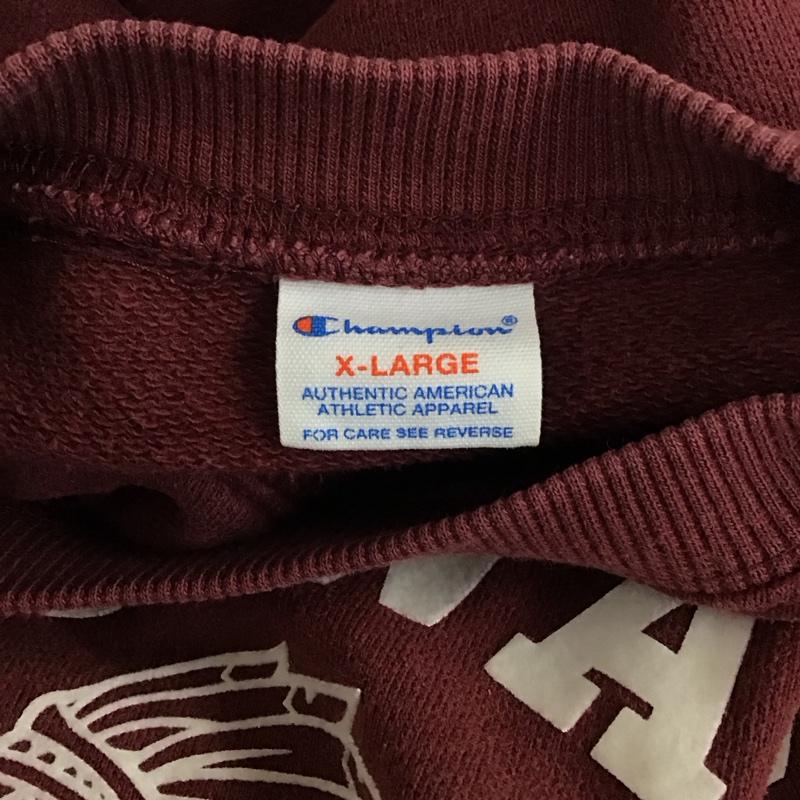 Champion®
X-LARGE
AUTHENTIC AMERICAN
ATHLETIC APPAREL
FOR CARE SEE REVERSE
A